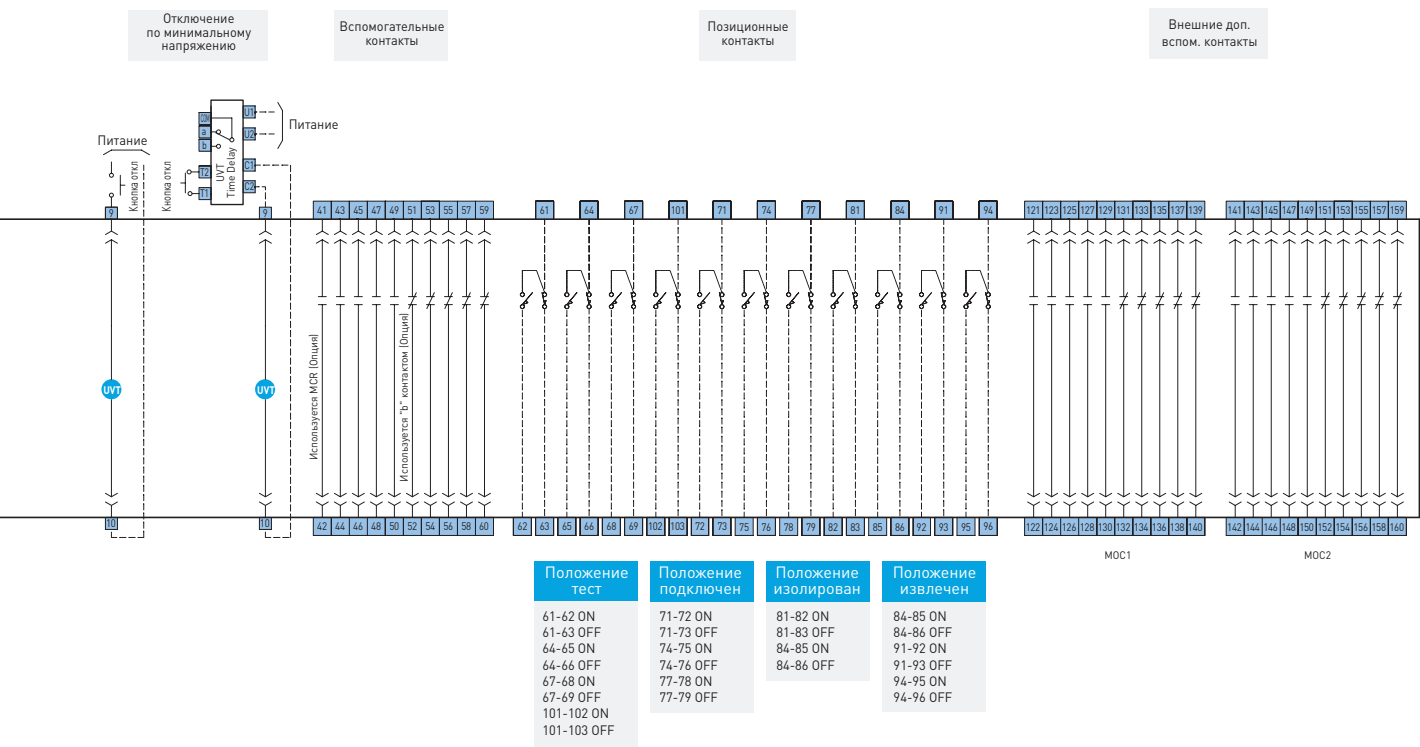 Отключение
по минимальному
напряжению
Вспомогательные
контакты
Позиционные
контакты
Внешние доп.
вспом. контакты
Питание
Кнопка откл
Кнопка откл
COM
a
b
T2
T1
UVT
Time Delay
U1
U2
C1
C2
Питание
9
9
41 43 45 47 49 51 53 55 57 59
61 64 67 101 71 74 77 81 84 91 94
121 123 125 127 129 131 133 135 137 139
141 143 145 147 149 151 153 155 157 159
UVT
UVT
Используется MCR (Опция)
Используется "b" контактом (Опция)
10
10
42 44 46 48 50 52 54 56 58 60
62 63 65 66 68 69 102 103 72 73 75 76 78 79 82 83 85 86 92 93 95 96
122 124 126 128 130 132 134 136 138 140
142 144 146 148 150 152 154 156 158 160
MOC1
MOC2
Положение
тест
61-62 ON
61-63 OFF
64-65 ON
64-66 OFF
67-68 ON
67-69 OFF
101-102 ON
101-103 OFF
Положение
подключен
71-72 ON
71-73 OFF
74-75 ON
74-76 OFF
77-78 ON
77-79 OFF
Положение
изолирован
81-82 ON
81-83 OFF
84-85 ON
84-86 OFF
Положение
извлечен
84-85 ON
84-86 OFF
91-92 ON
91-93 OFF
94-95 ON
94-96 OFF